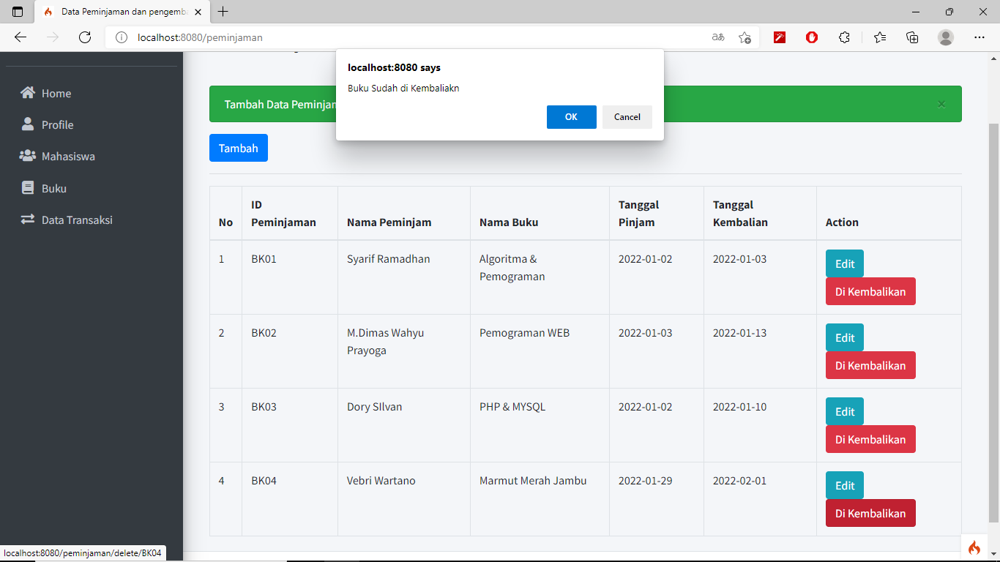 Data Peminjaman dan pengemb
localhost:8080/peminjaman
localhost:8080 says
Buku Sudah di Kembaliakn
OK
Cancel
Home
Profile
Mahasiswa
Buku
Data Transaksi
Tambah Data Peminjam
×
Tambah
No
ID Peminjaman
Nama Peminjam
Nama Buku
Tanggal Pinjam
Tanggal Kembalian
Action
1 BK01 Syarif Ramadhan Algoritma & Pemograman 2022-01-02 2022-01-03 Edit
Di Kembalikan
2 BK02 M.Dimas Wahyu Prayoga Pemograman WEB 2022-01-03 2022-01-13 Edit
Di Kembalikan
3 BK03 Dory SIlvan PHP & MYSQL 2022-01-02 2022-01-10 Edit
Di Kembalikan
4 BK04 Vebri Wartano Marmut Merah Jambu 2022-01-29 2022-02-01 Edit
Di Kembalikan
localhost:8080/peminjaman/delete/BK04